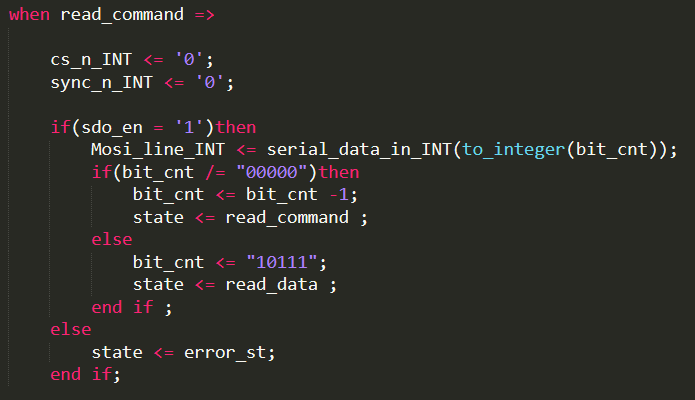 when read_command =>
cs_n_INT <= '0';
sync_n_INT <= '0';
if(sdo_en = '1')then
Mosi_line_INT <= serial_data_in_INT(to_integer(bit_cnt));
if(bit_cnt /= "00000")then
bit_cnt <= bit_cnt -1;
state <= read_command ;
else
bit_cnt <= "10111";
state <= read_data ;
end if ;
else
state <= error_st;
end if;